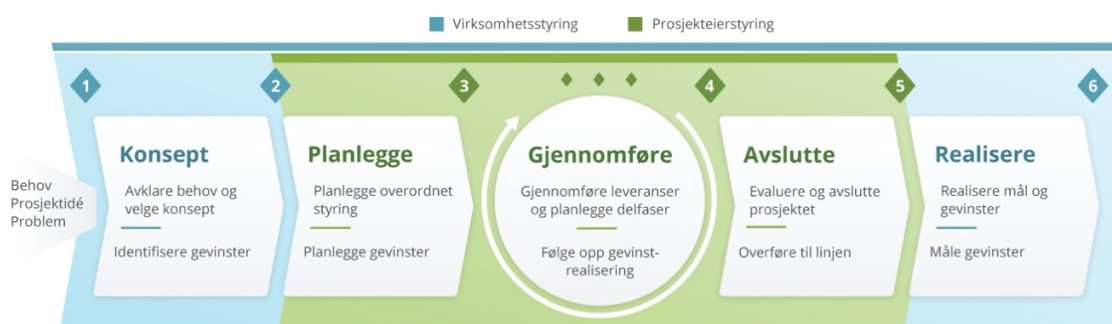 Virksomhetsstyring
Prosjekteierstyring
1
2
3
4
5
6
Behov
Prosjektidé
Problem
Konsept
Avklare behov og
velge konsept
Identifisere gevinster
Planlegge
Planlegge overordnet
styring
Planlegge gevinster
Gjennomføre
Gjennomføre leveranser
og planlegge delfaser
Følge opp gevinst-
realisering
Avslutte
Evaluere og avslutte
prosjektet
Overføre til linjen
Realisere
Realisere mål og
gevinster
Måle gevinster